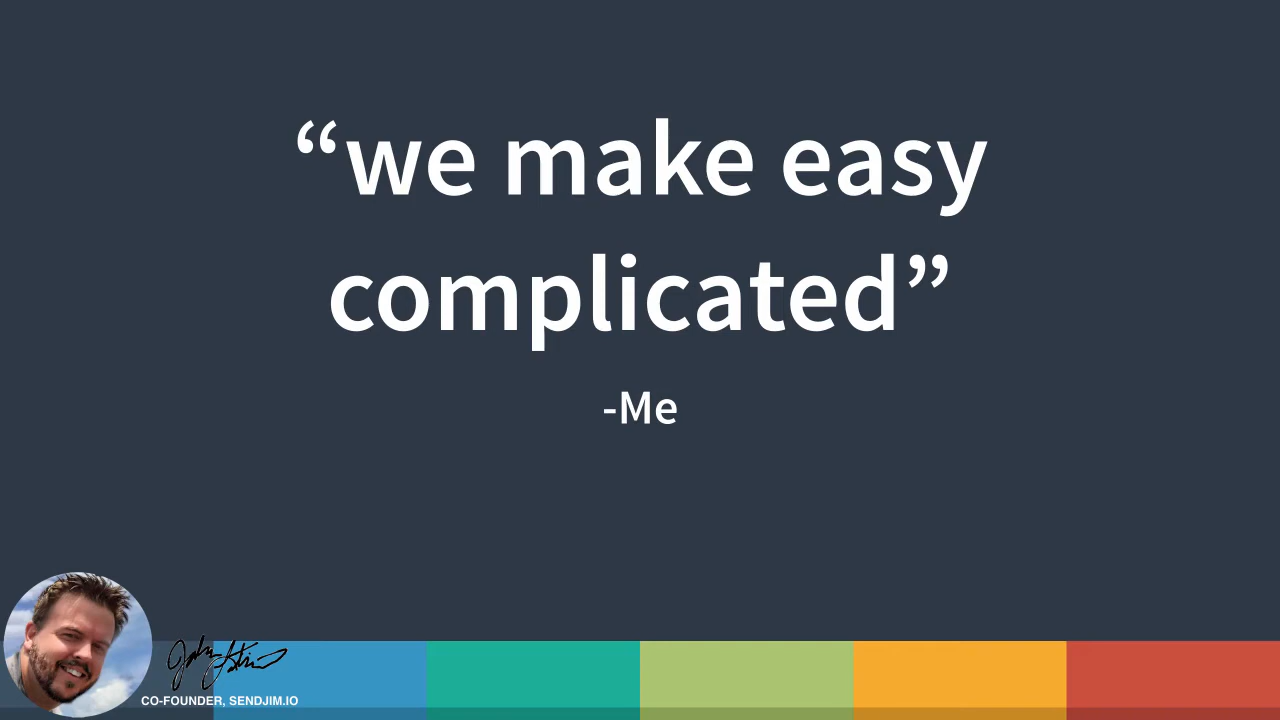 “we make easy
complicated”
-Me
CO-FOUNDER, SENDJIM.IO